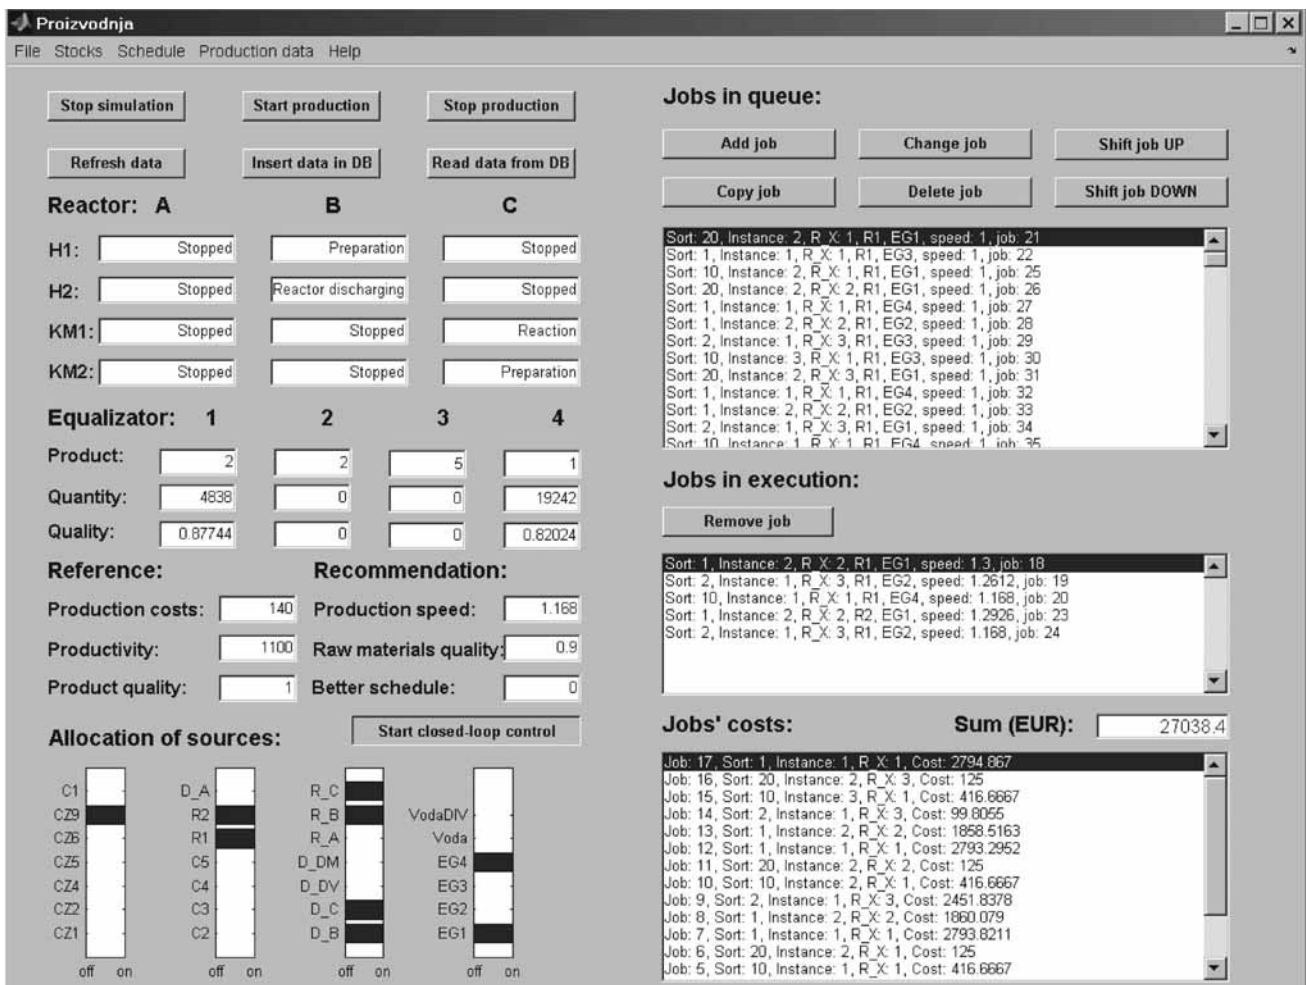 Proizvodnja
File Stocks Schedule Production data Help
Stop simulation Start production Stop production
Refresh data Insert data in DB Read data from DB
Reactor: A B C
H1: Stopped Preparation Stopped
H2: Stopped Reactor discharging Stopped
KM1: Stopped Stopped Reaction
KM2: Stopped Stopped Preparation
Equalizator: 1 2 3 4
Product: 2 2 5 1
Quantity: 4838 0 0 19242
Quality: 0.87744 0 0 0.82024
Reference: Recommendation:
Production costs: 140 Production speed: 1.168
Productivity: 1100 Raw materials quality: 0.9
Product quality: 1 Better schedule: 0
Start closed-loop control
Allocation of sources:
C1 D_A R_C
CZ9 R2 R_B VodaDIV
CZ6 R1 R_A Voda
CZ5 C5 D_DM EG4
CZ4 C4 D_DV EG3
CZ2 C3 D_C EG2
CZ1 C2 D_B EG1
off on off on off on off on
Jobs in queue:
Add job Change job Shift job UP
Copy job Delete job Shift job DOWN
Sort: 20, Instance: 2, R_X: 1, R1, EG1, speed: 1, job: 21
Sort: 1, Instance: 1, R_X: 1, R1, EG3, speed: 1, job: 22
Sort: 10, Instance: 2, R_X: 1, R1, EG1, speed: 1, job: 25
Sort: 20, Instance: 2, R_X: 2, R1, EG1, speed: 1, job: 26
Sort: 1, Instance: 1, R_X: 1, R1, EG4, speed: 1, job: 27
Sort: 1, Instance: 2, R_X: 2, R1, EG2, speed: 1, job: 28
Sort: 2, Instance: 1, R_X: 3, R1, EG3, speed: 1, job: 29
Sort: 10, Instance: 3, R_X: 1, R1, EG3, speed: 1, job: 30
Sort: 20, Instance: 2, R_X: 3, R1, EG1, speed: 1, job: 31
Sort: 1, Instance: 1, R_X: 1, R1, EG4, speed: 1, job: 32
Sort: 1, Instance: 2, R_X: 2, R1, EG2, speed: 1, job: 33
Sort: 2, Instance: 1, R_X: 3, R1, EG1, speed: 1, job: 34
Sort: 10, Instance: 1, R_X: 1, R1, EG4, speed: 1, job: 35
Jobs in execution:
Remove job
Sort: 1, Instance: 2, R_X: 2, R1, EG1, speed: 1.3, job: 18
Sort: 2, Instance: 1, R_X: 3, R1, EG2, speed: 1.2612, job: 19
Sort: 10, Instance: 1, R_X: 1, R1, EG4, speed: 1.168, job: 20
Sort: 1, Instance: 2, R_X: 2, R2, EG1, speed: 1.2926, job: 23
Sort: 2, Instance: 1, R_X: 3, R1, EG2, speed: 1.168, job: 24
Jobs' costs: Sum (EUR): 27038.4
Job: 17, Sort: 1, Instance: 1, R_X: 1, Cost: 2794.867
Job: 16, Sort: 20, Instance: 2, R_X: 3, Cost: 125
Job: 15, Sort: 10, Instance: 3, R_X: 1, Cost: 416.6667
Job: 14, Sort: 2, Instance: 1, R_X: 3, Cost: 99.8055
Job: 13, Sort: 1, Instance: 2, R_X: 2, Cost: 1858.5163
Job: 12, Sort: 1, Instance: 1, R_X: 1, Cost: 2793.2952
Job: 11, Sort: 20, Instance: 2, R_X: 2, Cost: 125
Job: 10, Sort: 10, Instance: 2, R_X: 1, Cost: 416.6667
Job: 9, Sort: 2, Instance: 1, R_X: 3, Cost: 2451.8378
Job: 8, Sort: 1, Instance: 2, R_X: 2, Cost: 1860.079
Job: 7, Sort: 1, Instance: 1, R_X: 1, Cost: 2793.8211
Job: 6, Sort: 20, Instance: 2, R_X: 2, Cost: 125
Job: 5, Sort: 10, Instance: 1, R_X: 1, Cost: 416.6667